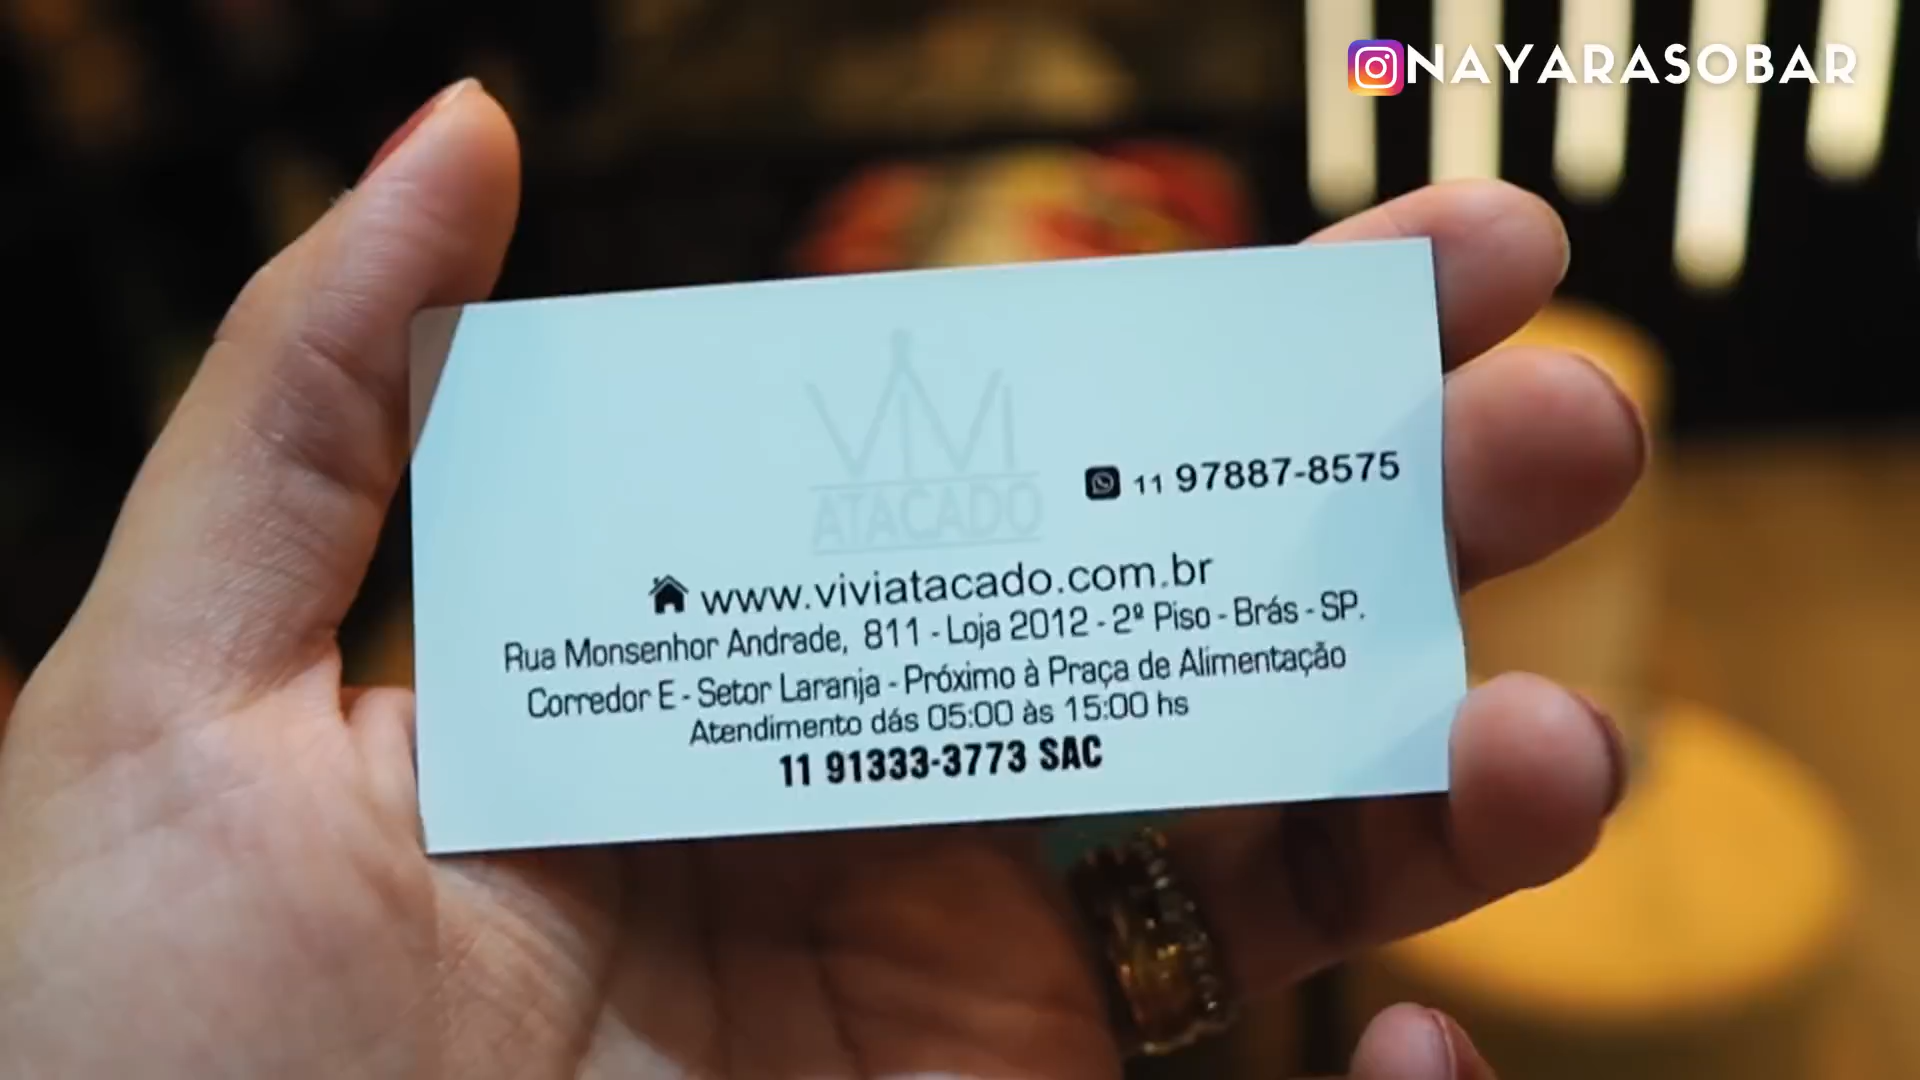 NAYARASOBAR
VIVI
ATACADO
11 97887-8575
www.viviatacado.com.br
Rua Monsenhor Andrade, 811 - Loja 2012 - 2º Piso - Brás - SP.
Corredor E - Setor Laranja - Próximo à Praça de Alimentação
Atendimento dás 05:00 às 15:00 hs
11 91333-3773 SAC